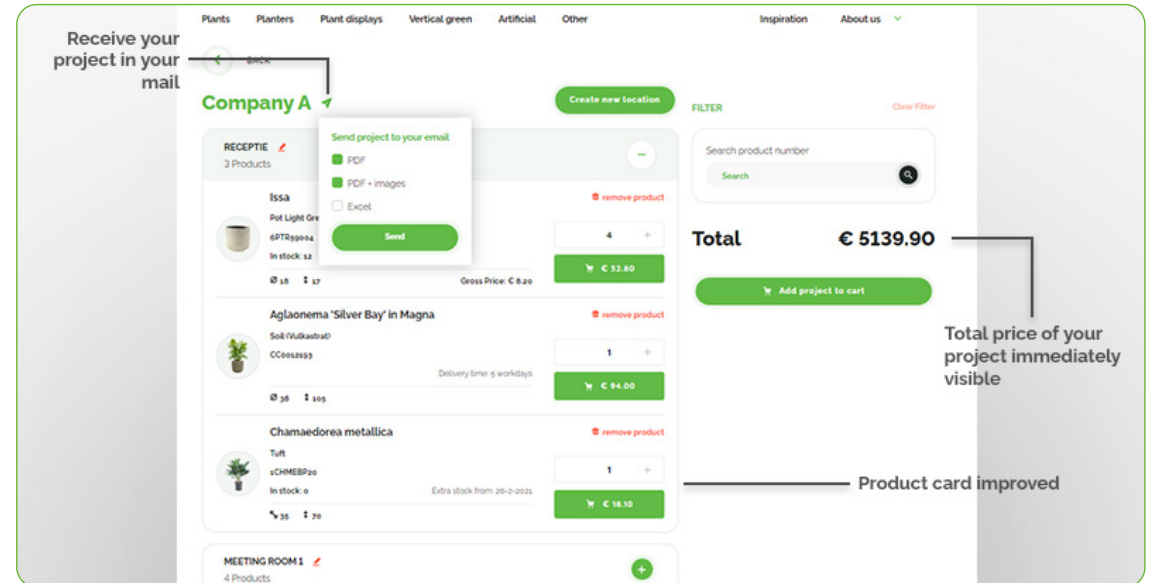 Plants Planters Plant displays Vertical green Artificial Other Inspiration About us
Receive your
project in your
mail
BACK
Company A
Create new location
FILTER
Clear Filter
Send project to your email
PDF
PDF + images
Excel
Send
RECEPTIE
3 Products
Search product number
Search
Issa
remove product
Pot Light Gre
6PTR59004
In stock: 12
4 +
€ 32.80
Ø 18 17
Gross Price: € 8.20
Total € 5139.90
Add project to cart
Total price of your
project immediately
visible
Aglaonema 'Silver Bay' in Magna
remove product
Soil (Vulkastrat)
CC0012193
1 +
Delivery time: 5 workdays
€ 94.00
Ø 38 105
Chamaedorea metallica
remove product
Tuft
1CHMEBP20
1 +
In stock: 0
Extra stock from: 26-2-2021
€ 18.10
35 70
Product card improved
MEETING ROOM 1
4 Products